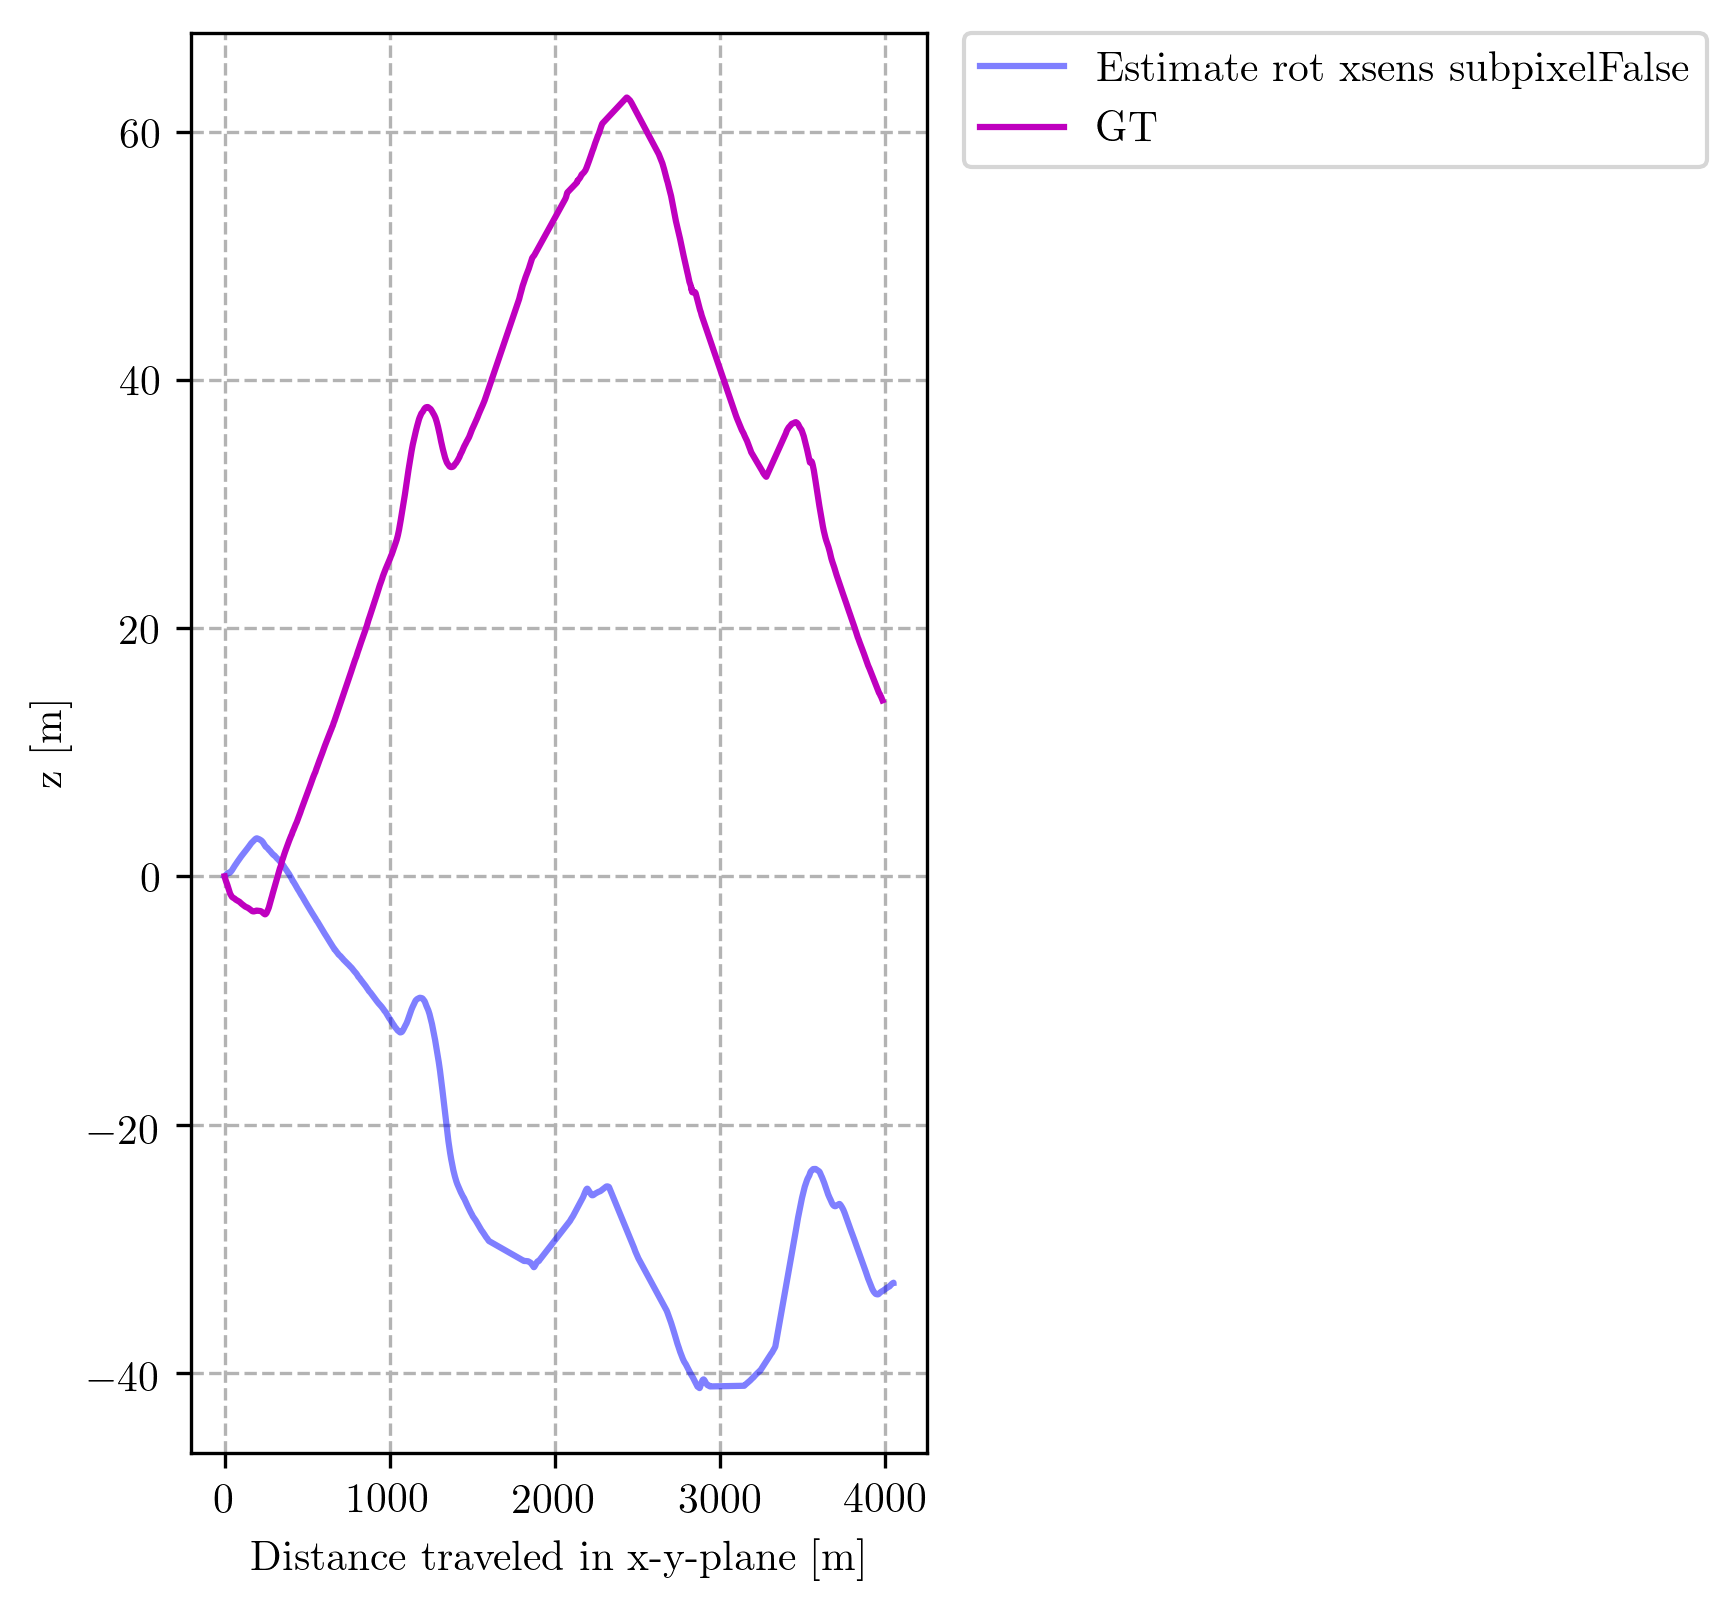 Estimate rot xsens subpixelFalse
GT
60
40
20
0
−20
−40
z [m]
0 1000 2000 3000 4000
Distance traveled in x-y-plane [m]